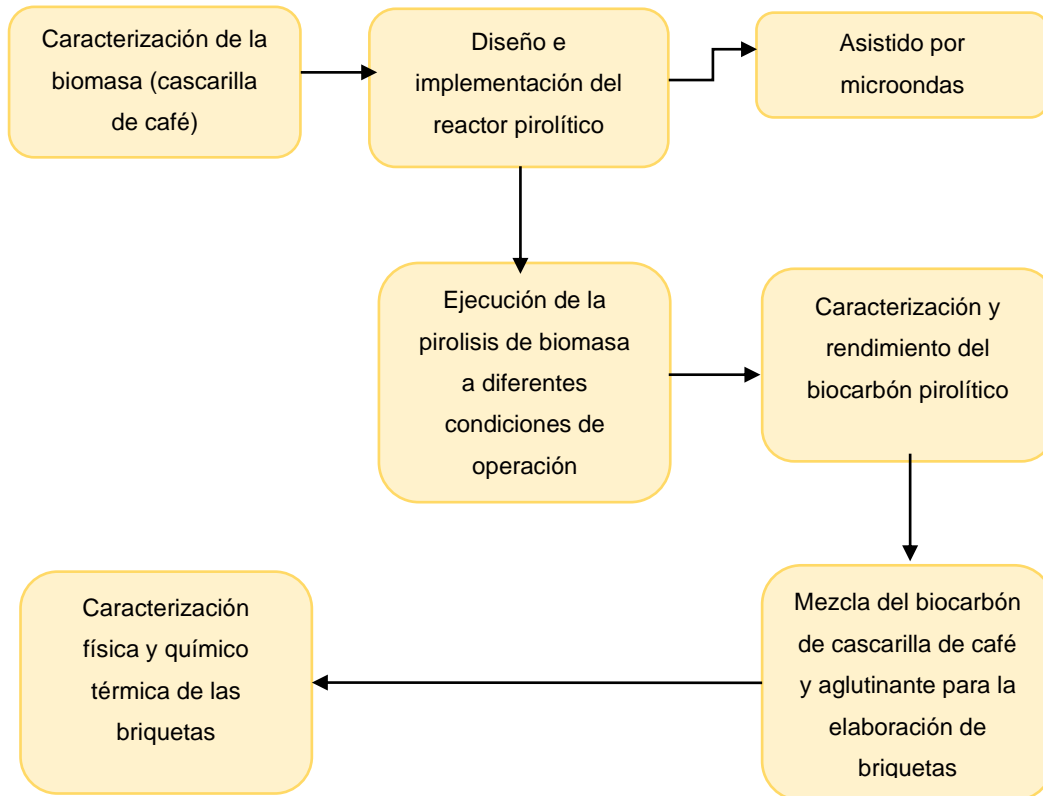 Caracterización de la
biomasa (cascarilla
de café)
Diseño e
implementación del
reactor pirolítico
Asistido por
microondas
Ejecución de la
pirolisis de biomasa
a diferentes
condiciones de
operación
Caracterización y
rendimiento del
biocarbón pirolítico
Mezcla del biocarbón
de cascarilla de café
y aglutinante para la
elaboración de
briquetas
Caracterización
física y químico
térmica de las
briquetas